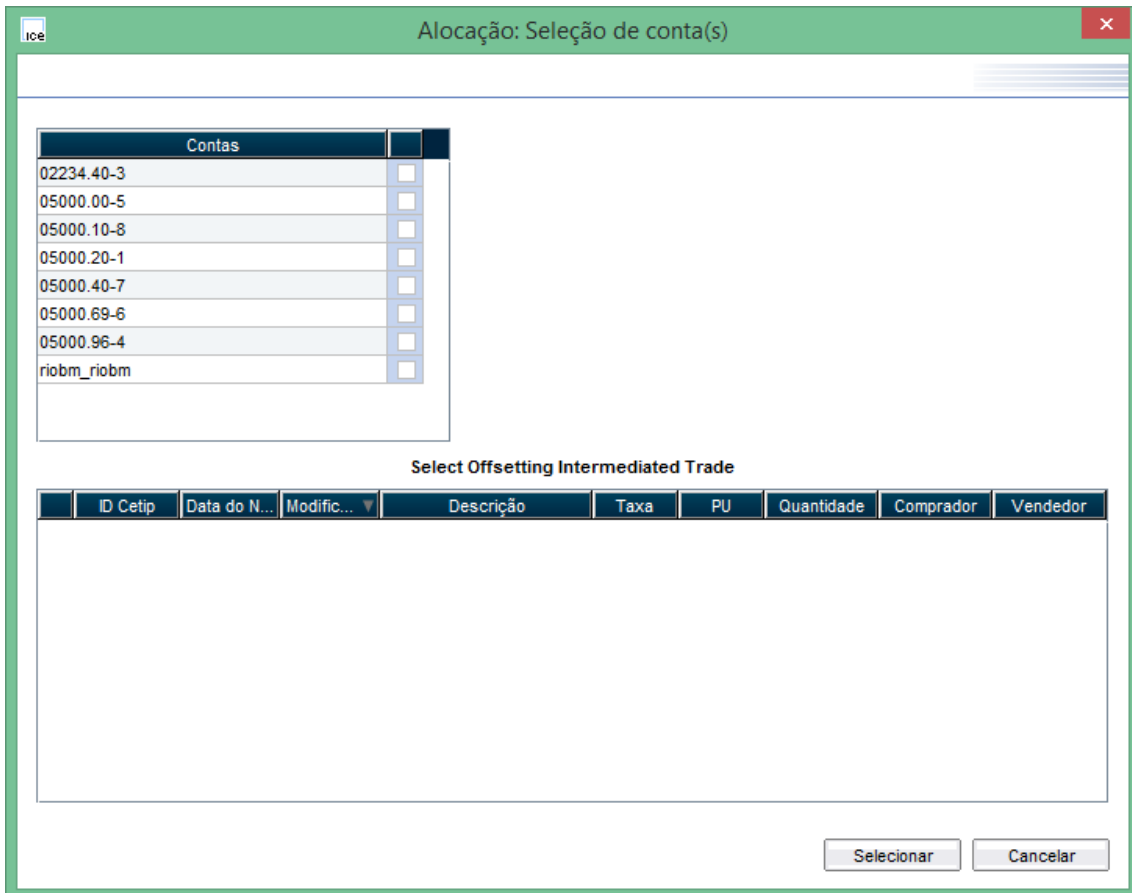 ice
Alocação: Seleção de conta(s)
Contas
02234.40-3
05000.00-5
05000.10-8
05000.20-1
05000.40-7
05000.69-6
05000.96-4
riobm_riobm
Select Offsetting Intermediated Trade
ID Cetip Data do N... Modific... Descrição Taxa PU Quantidade Comprador Vendedor
Selecionar Cancelar